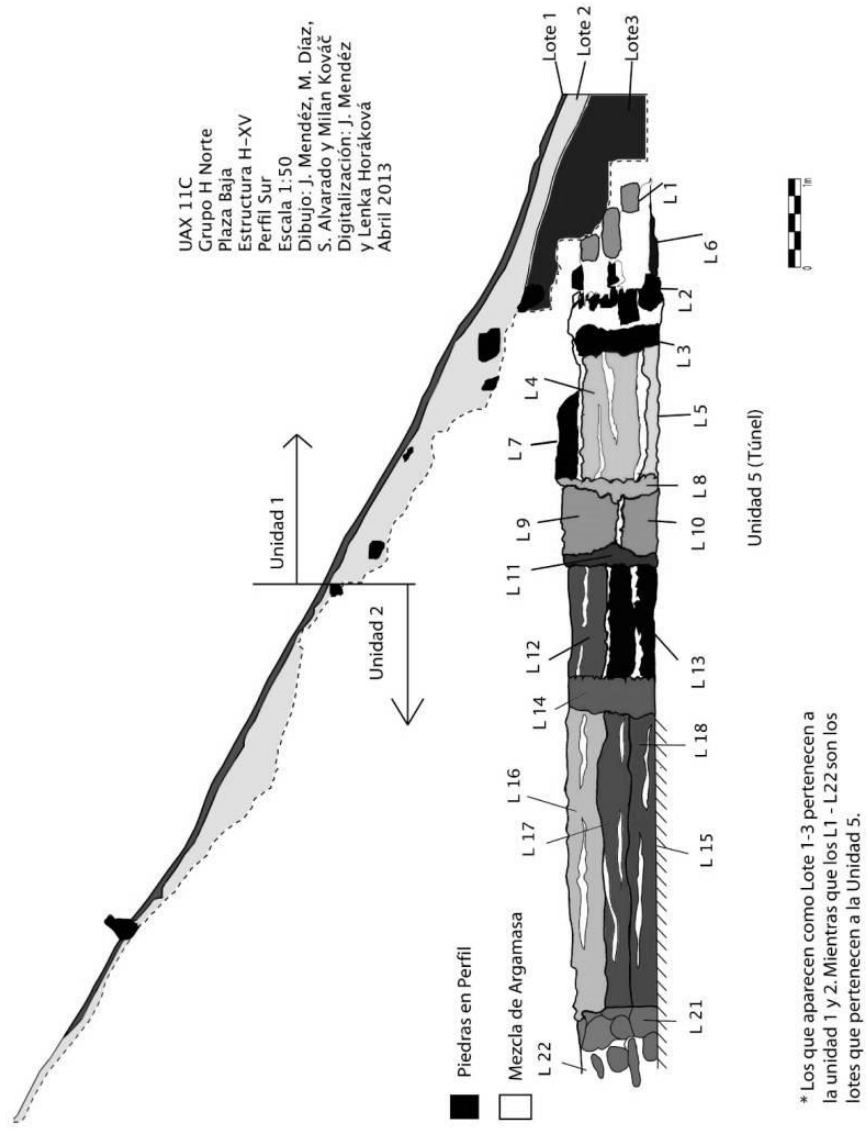 UAX 11C
Grupo H Norte
Plaza Baja
Estructura H-XV
Perfil Sur
Escala 1:50
Dibujo: J. Mendéz, M. Díaz,
S. Alvarado y Milan Kováč
Digitalización: J. Mendéz
y Lenka Horáková
Abril 2013
Lote 1
Lote 2
Lote3
Unidad 1
Unidad 2
L 22
L 21
L 16
L 17
L 15
L 18
L 14
L 12
L 13
L 11
L 9
L 10
L 8
L 7
L 4
L 5
L 3
L 2
L 6
L1
Unidad 5 (Túnel)
0
1m
Piedras en Perfil
Mezcla de Argamasa
* Los que aparecen como Lote 1-3 pertenecen a
la unidad 1 y 2. Mientras que los L1 - L22 son los
lotes que pertenecen a la Unidad 5.